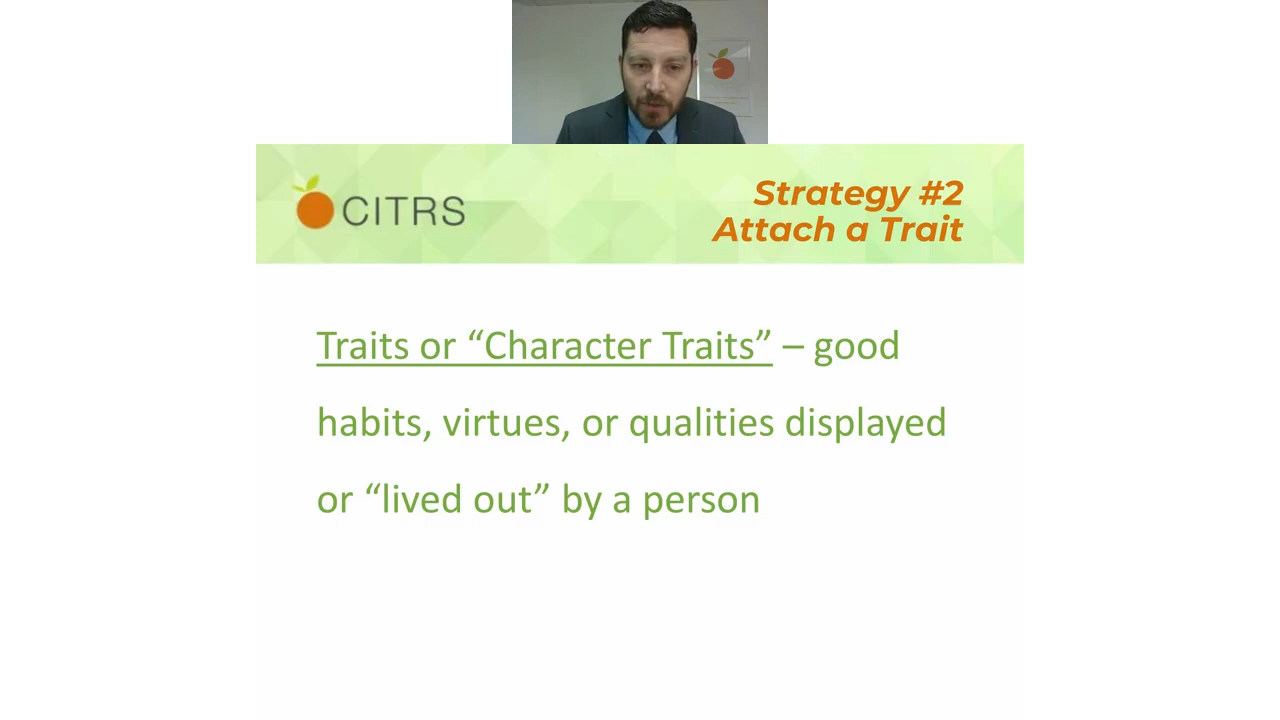 CITRS
Strategy #2
Attach a Trait
Traits or “Character Traits” – good
habits, virtues, or qualities displayed
or “lived out” by a person